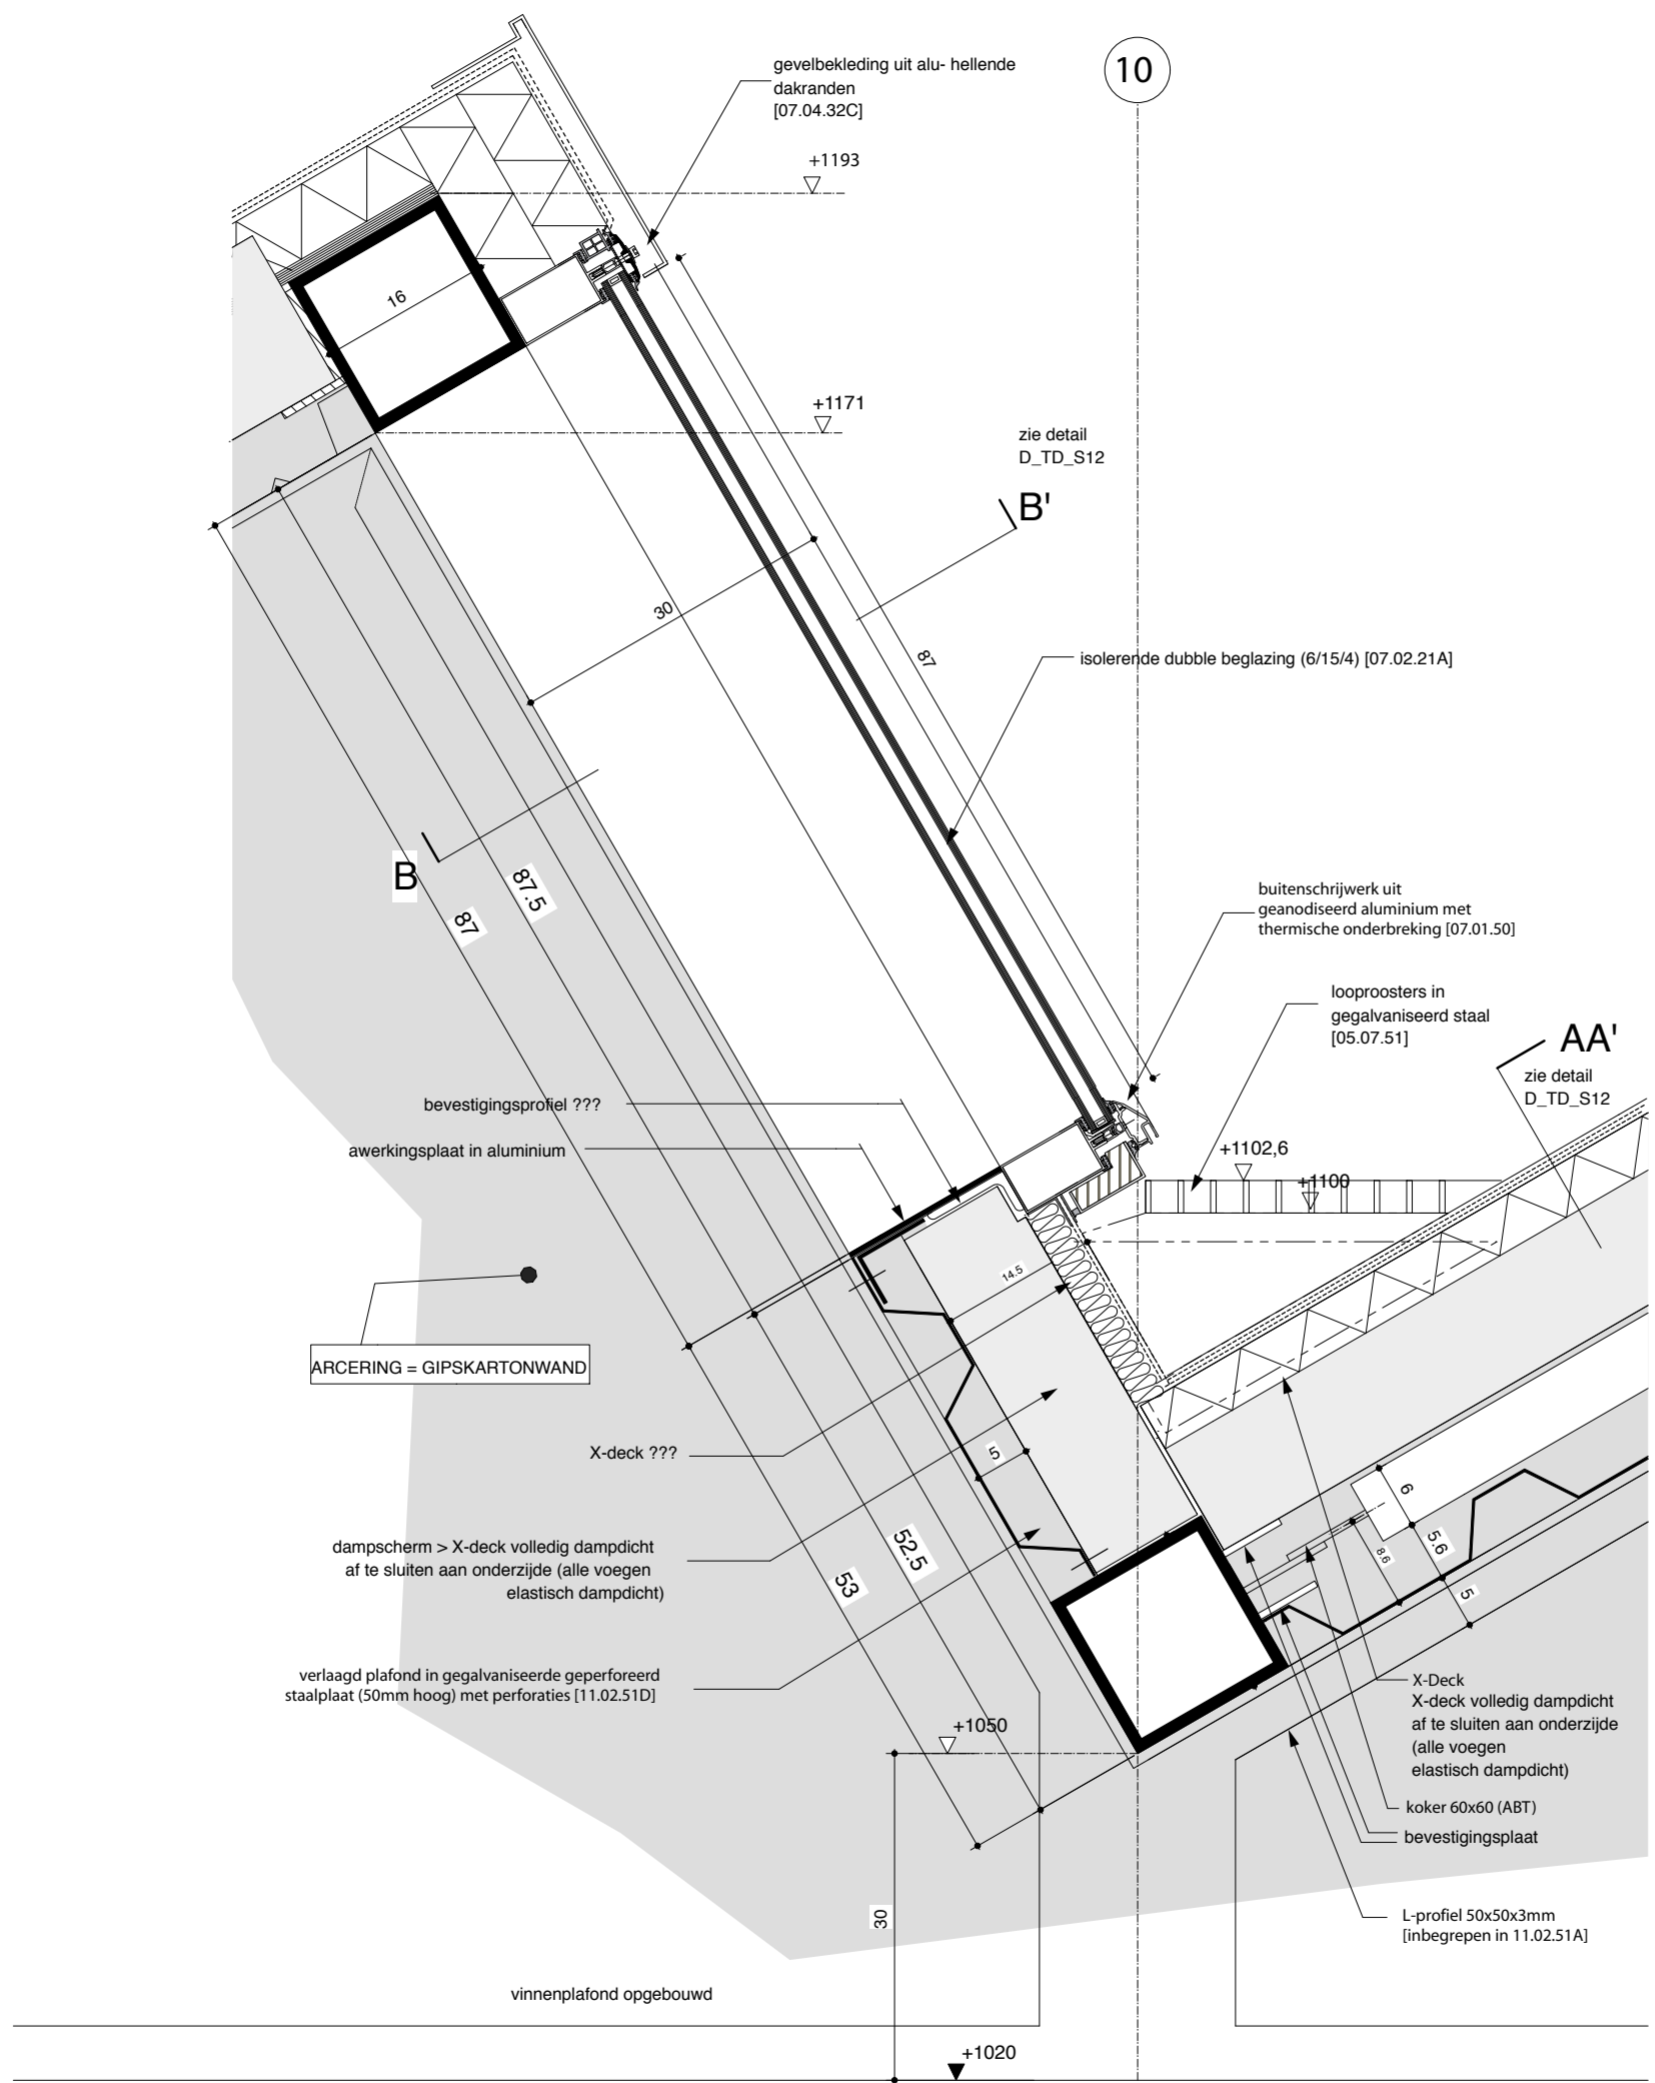 gevelbekleding uit alu- hellende
dakranden
[07.04.32C]
10
+1193
16
+1171
zie detail
D_TD_S12
B'
30
87
isolerende dubble beglazing (6/15/4) [07.02.21A]
B
87.5
87
buitenschrijwerk uit
geanodiseerd aluminium met
thermische onderbreking [07.01.50]
looproosters in
gegalvaniseerd staal
[05.07.51]
AA'
zie detail
D_TD_S12
bevestigingsprofiel ???
awerkingsplaat in aluminium
+1102,6
+1100
14.5
ARCERING = GIPSKARTONWAND
X-deck ???
5
6
5.6
8.6
5
dampscherm > X-deck volledig dampdicht
af te sluiten aan onderzijde (alle voegen
elastisch dampdicht)
52.5
53
verlaagd plafond in gegalvaniseerde geperforeerd
staalplaat (50mm hoog) met perforaties [11.02.51D]
X-Deck
X-deck volledig dampdicht
af te sluiten aan onderzijde
(alle voegen
elastisch dampdicht)
+1050
koker 60x60 (ABT)
bevestigingsplaat
30
L-profiel 50x50x3mm
[inbegrepen in 11.02.51A]
vinnenplafond opgebouwd
+1020